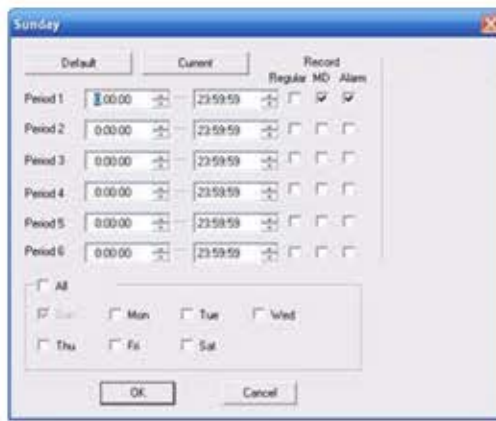 Sunday
Default Current Record
Regular MD Alarm
Period 1 0:00:00 23:59:59
Period 2 0:00:00 23:59:59
Period 3 0:00:00 23:59:59
Period 4 0:00:00 23:59:59
Period 5 0:00:00 23:59:59
Period 6 0:00:00 23:59:59
All
Sun Mon Tue Wed
Thu Fri Sat
OK Cancel